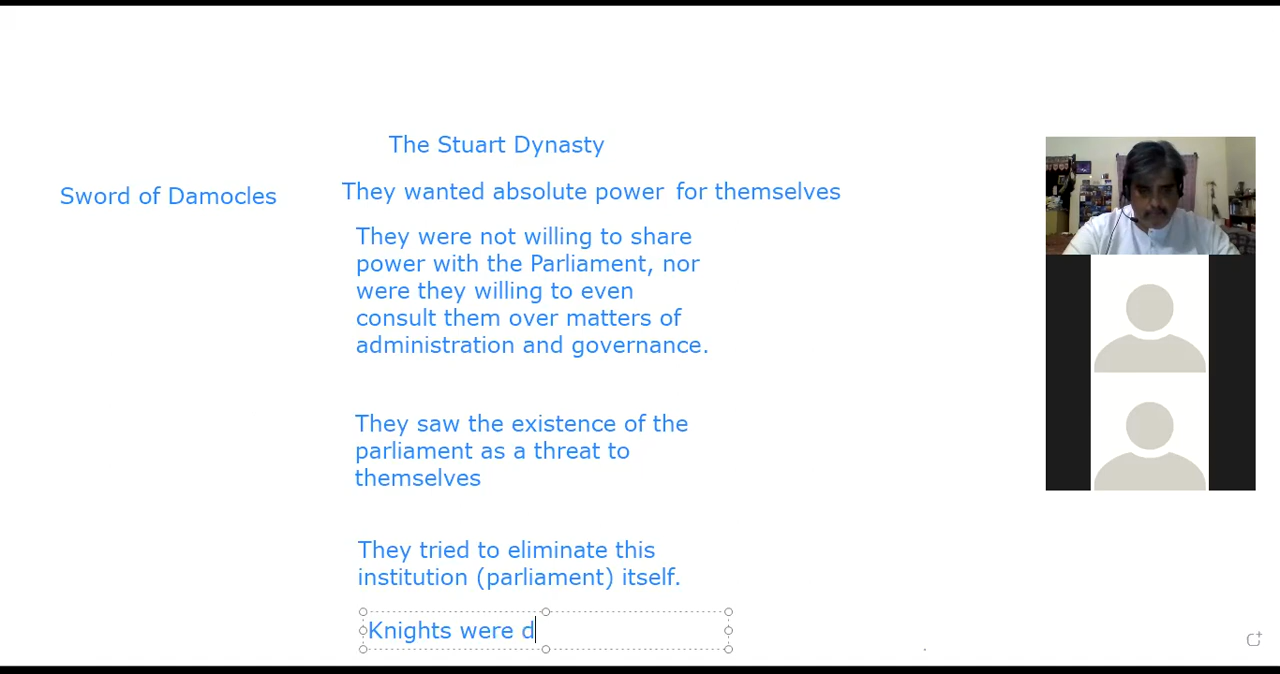 The Stuart Dynasty
Sword of Damocles
They wanted absolute power for themselves
They were not willing to share
power with the Parliament, nor
were they willing to even
consult them over matters of
administration and governance.
They saw the existence of the
parliament as a threat to
themselves
They tried to eliminate this
institution (parliament) itself.
Knights were d